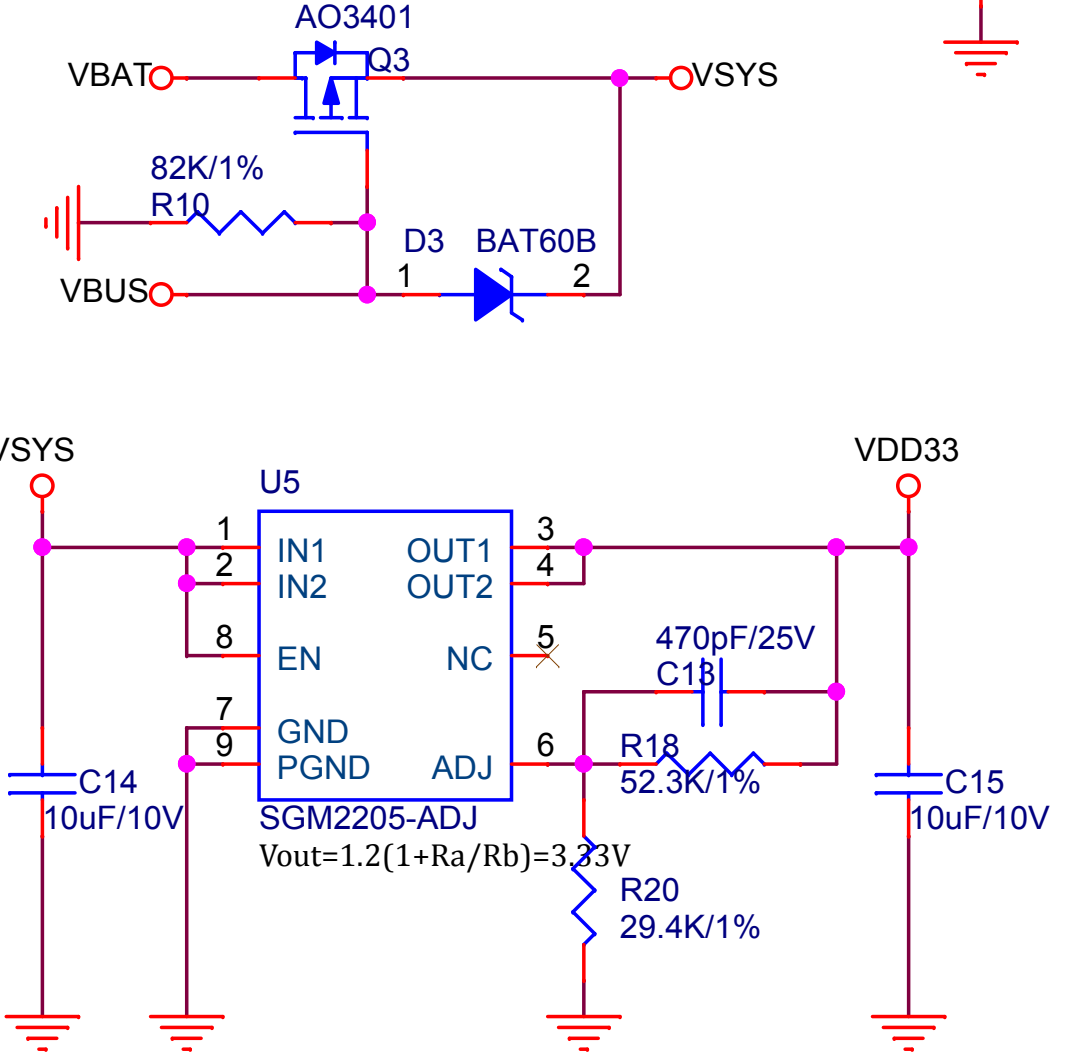 AO3401
Q3
VBAT
VSYS
82K/1%
R10
D3
BAT60B
1
2
VBUS
VSYS
VDD33
U5
1
IN1
OUT1
3
2
IN2
OUT2
4
8
EN
NC
5
470pF/25V
C13
7
GND
9
PGND
ADJ
6
R18
52.3K/1%
C14
10uF/10V
C15
10uF/10V
SGM2205-ADJ
Vout=1.2(1+Ra/Rb)=3.33V
R20
29.4K/1%